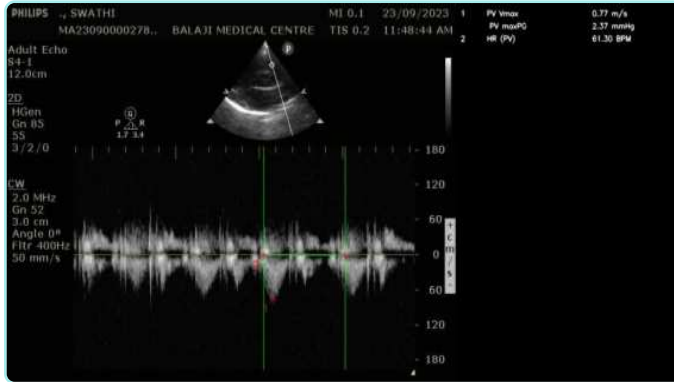 PHILIPS ., SWATHI MI 0.1 23/09/2023
MA23090000278.. BALAJI MEDICAL CENTRE TIS 0.2 11:48:44 AM
Adult Echo
S4-1
12.0cm
2D
HGen
Gn 85
55
3/2/0
P
G
P R
1.7 3.4
CW
2.0 MHz
Gn 52
3.0 cm
Angle 0°
Fltr 400Hz
50 mm/s
180
120
60
+
0
cm/s
-
60
120
180
1 PV Vmax 0.77 m/s
PV maxPG 2.37 mmHg
2 HR (PV) 61.30 BPM